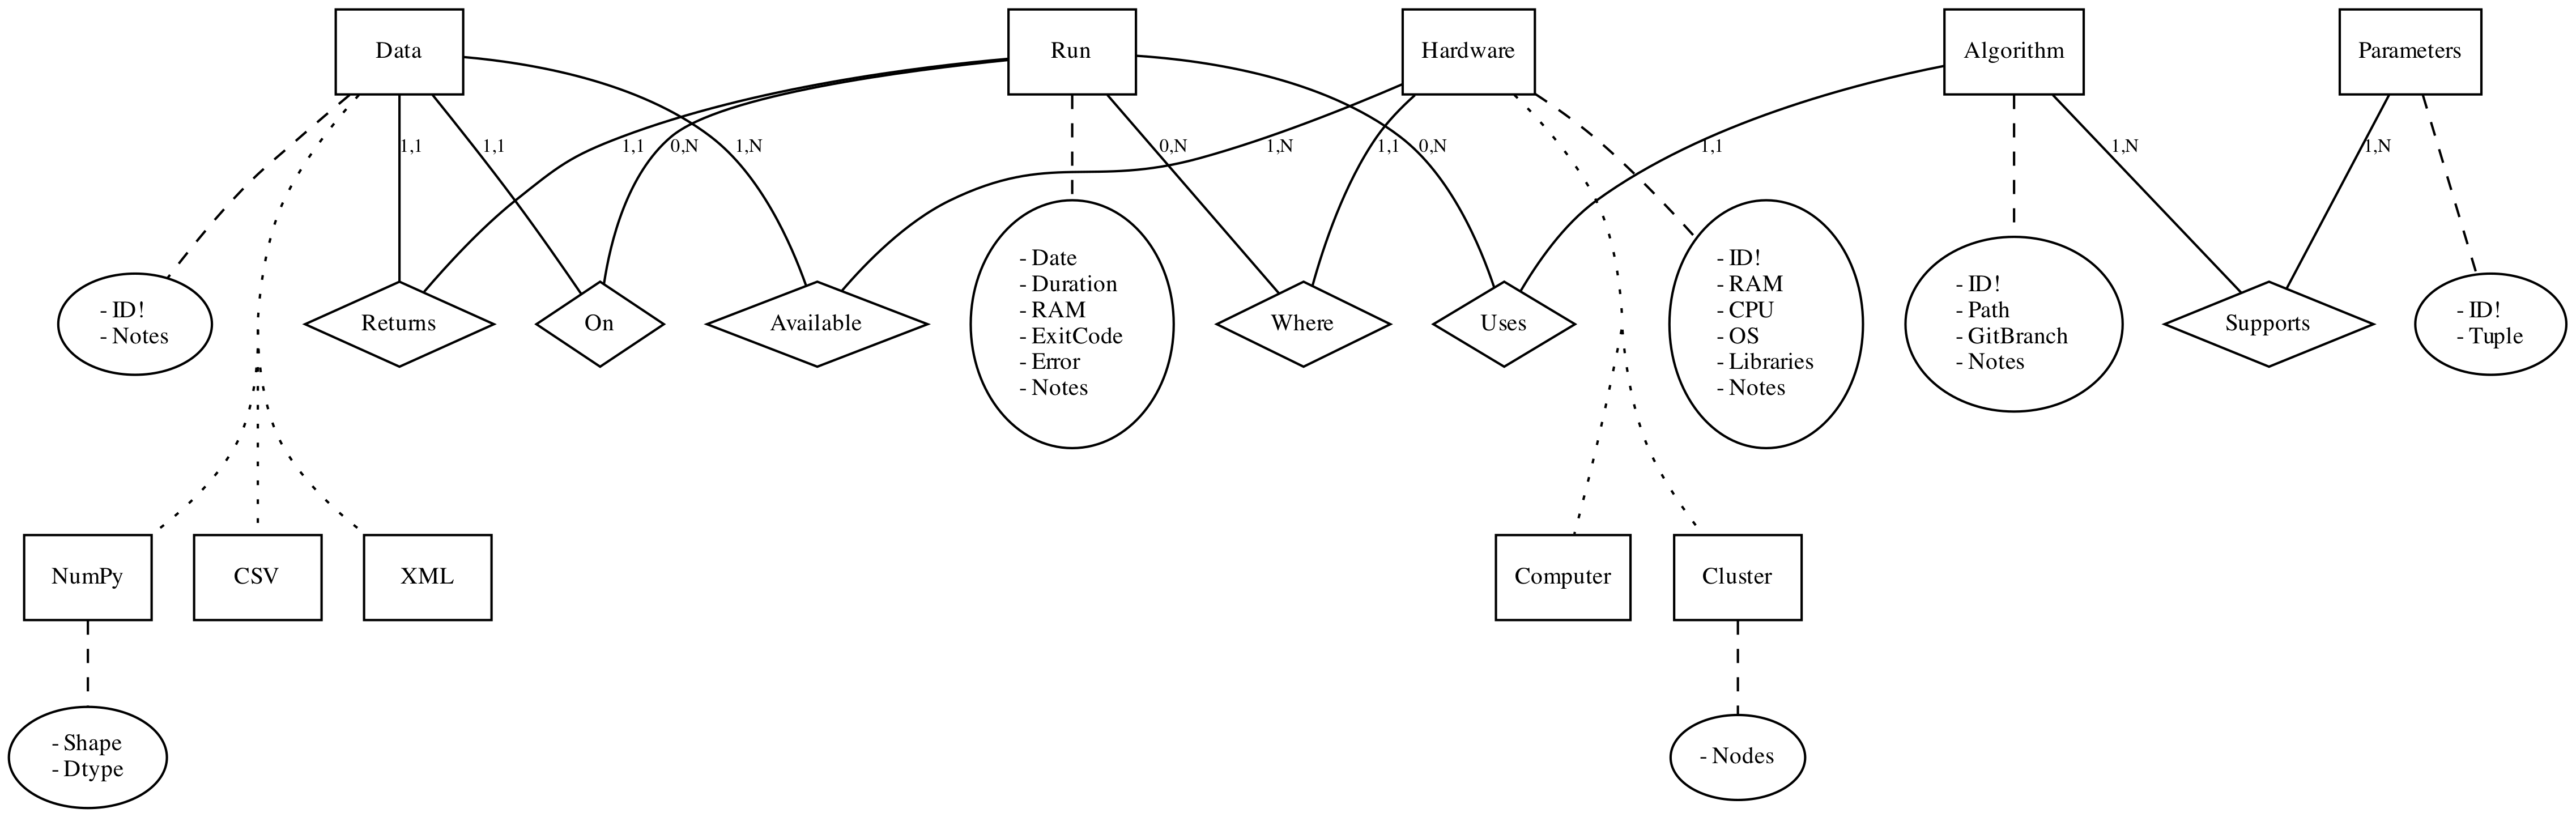 Data
Run
Hardware
Algorithm
Parameters
1,1
1,1
1,1
0,N
1,N
0,N
1,N
1,1
0,N
1,1
1,N
1,N
- ID!
- Notes
Returns
On
Available
- Date
- Duration
- RAM
- ExitCode
- Error
- Notes
Where
Uses
- ID!
- RAM
- CPU
- OS
- Libraries
- Notes
- ID!
- Path
- GitBranch
- Notes
Supports
- ID!
- Tuple
NumPy
CSV
XML
Computer
Cluster
- Shape
- Dtype
- Nodes